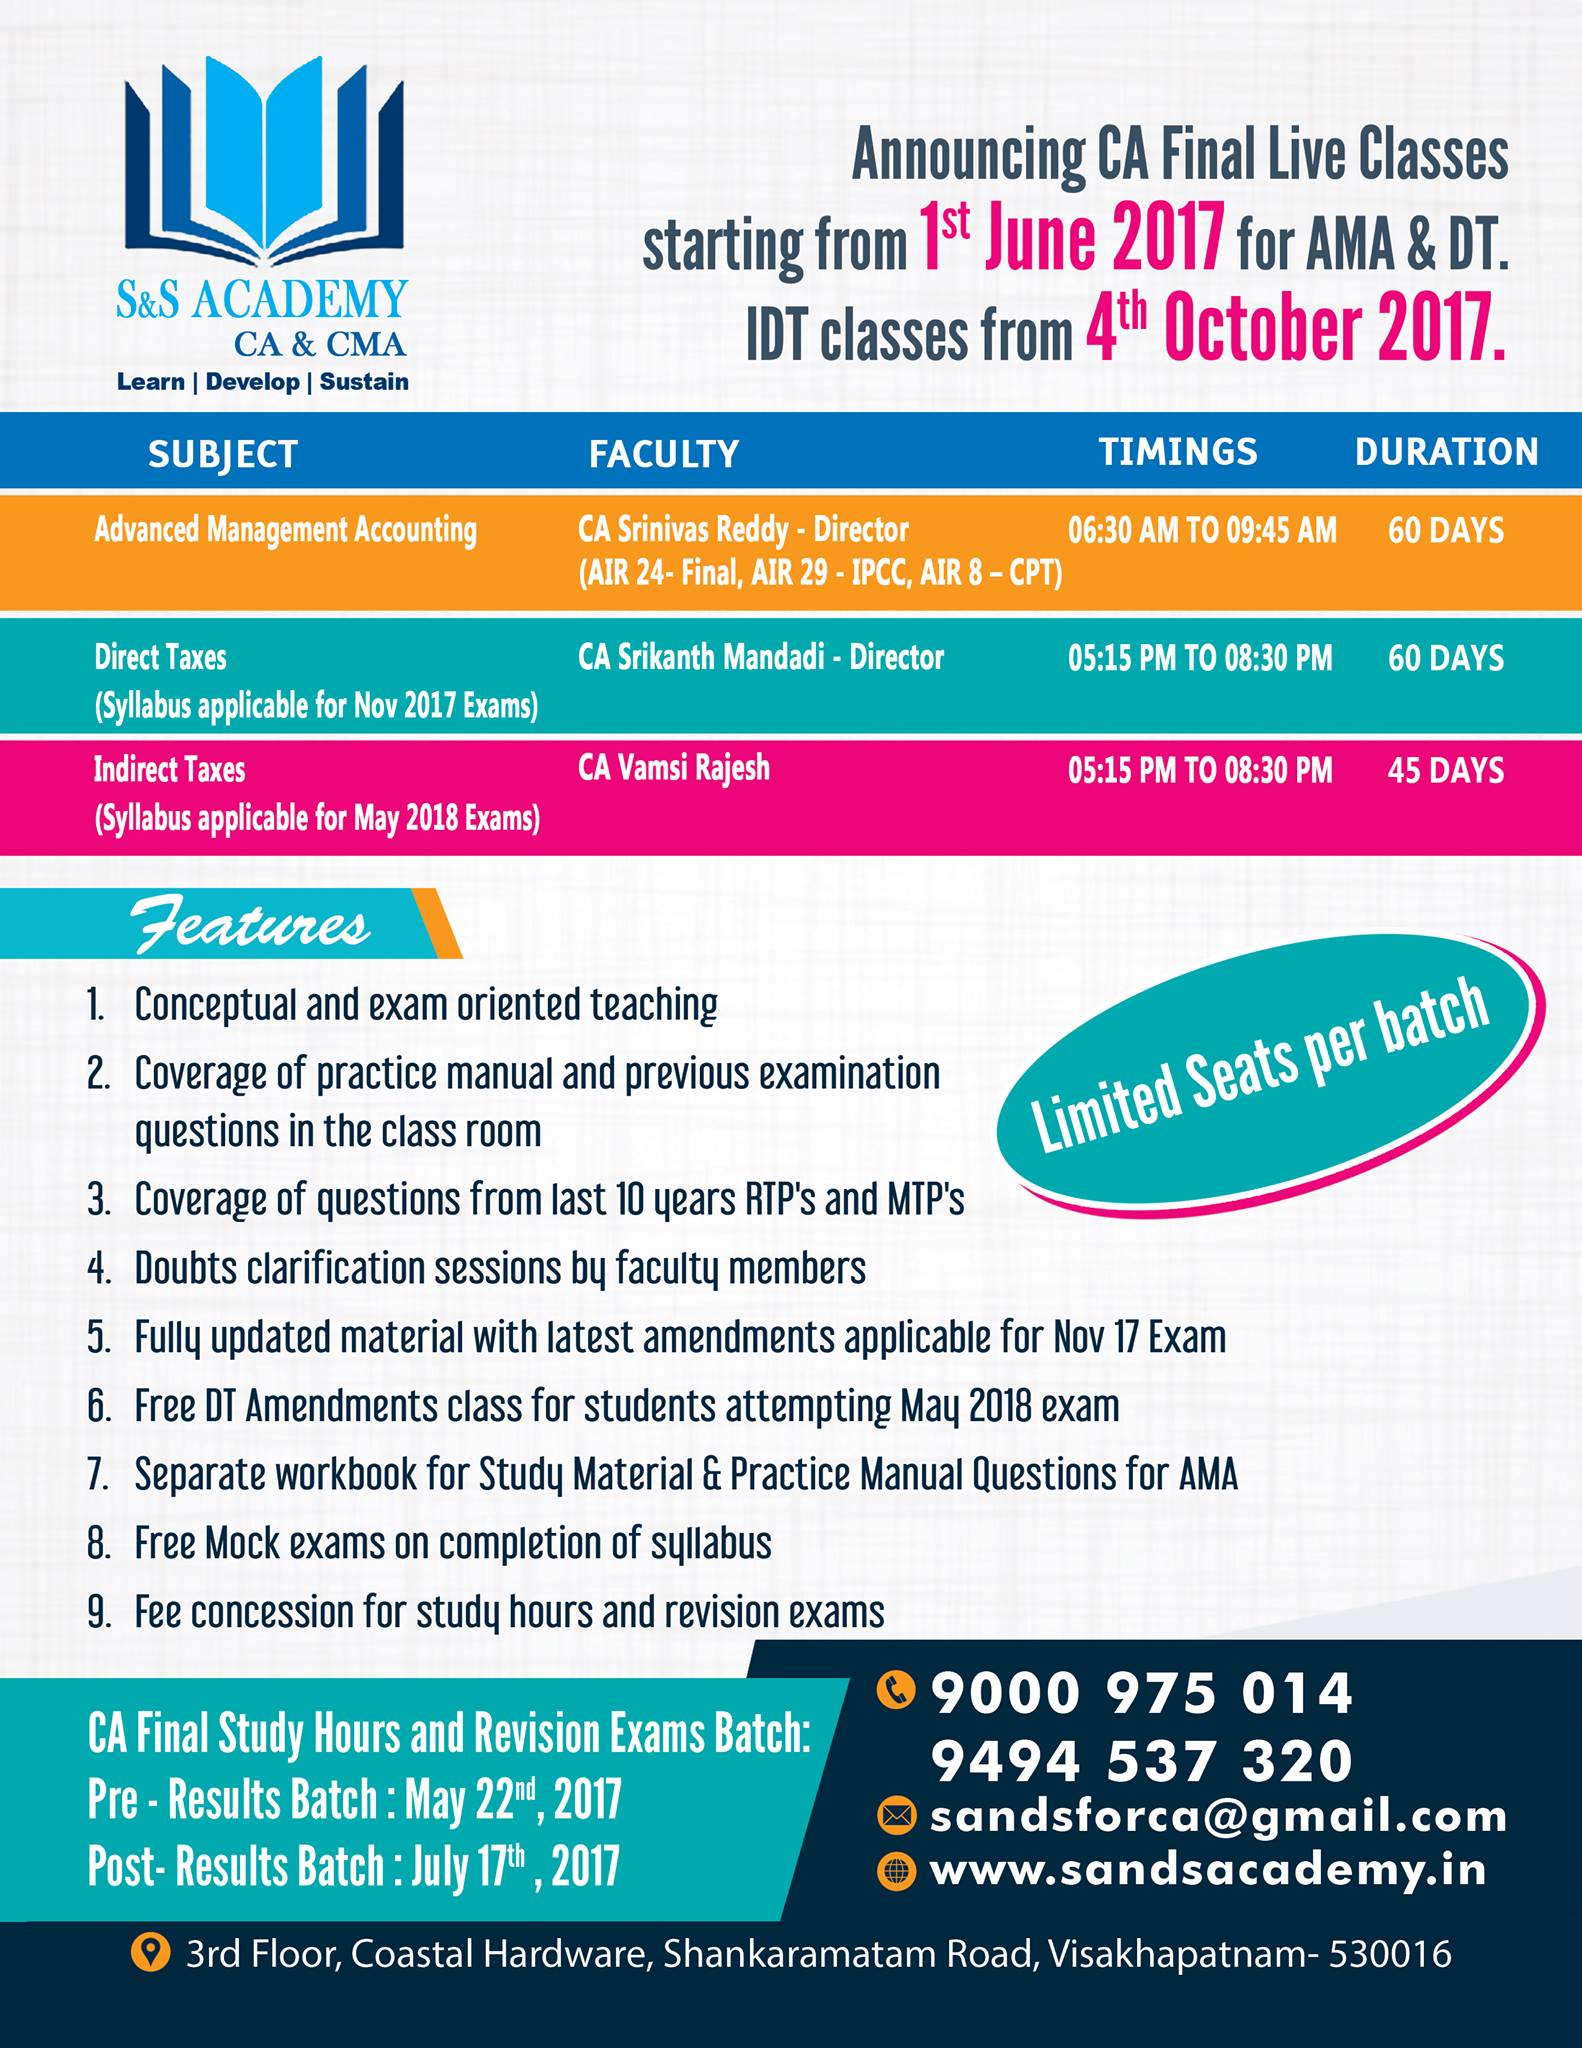 S&S ACADEMY
CA & CMA
Learn | Develop | Sustain
Announcing CA Final Live Classes
starting from 1st June 2017 for AMA & DT.
IDT classes from 4th October 2017.
SUBJECT FACULTY TIMINGS DURATION
Advanced Management Accounting CA Srinivas Reddy - Director 06:30 AM TO 09:45 AM 60 DAYS
(AIR 24- Final, AIR 29 - IPCC, AIR 8 – CPT)
Direct Taxes CA Srikanth Mandadi - Director 05:15 PM TO 08:30 PM 60 DAYS
(Syllabus applicable for Nov 2017 Exams)
Indirect Taxes CA Vamsi Rajesh 05:15 PM TO 08:30 PM 45 DAYS
(Syllabus applicable for May 2018 Exams)
Features
1. Conceptual and exam oriented teaching
2. Coverage of practice manual and previous examination
questions in the class room
3. Coverage of questions from last 10 years RTP's and MTP's
4. Doubts clarification sessions by faculty members
5. Fully updated material with latest amendments applicable for Nov 17 Exam
6. Free DT Amendments class for students attempting May 2018 exam
7. Separate workbook for Study Material & Practice Manual Questions for AMA
8. Free Mock exams on completion of syllabus
9. Fee concession for study hours and revision exams
Limited Seats per batch
CA Final Study Hours and Revision Exams Batch:
Pre - Results Batch : May 22nd, 2017
Post- Results Batch : July 17th , 2017
9000 975 014
9494 537 320
sandsforca@gmail.com
www.sandsacademy.in
3rd Floor, Coastal Hardware, Shankaramatam Road, Visakhapatnam- 530016